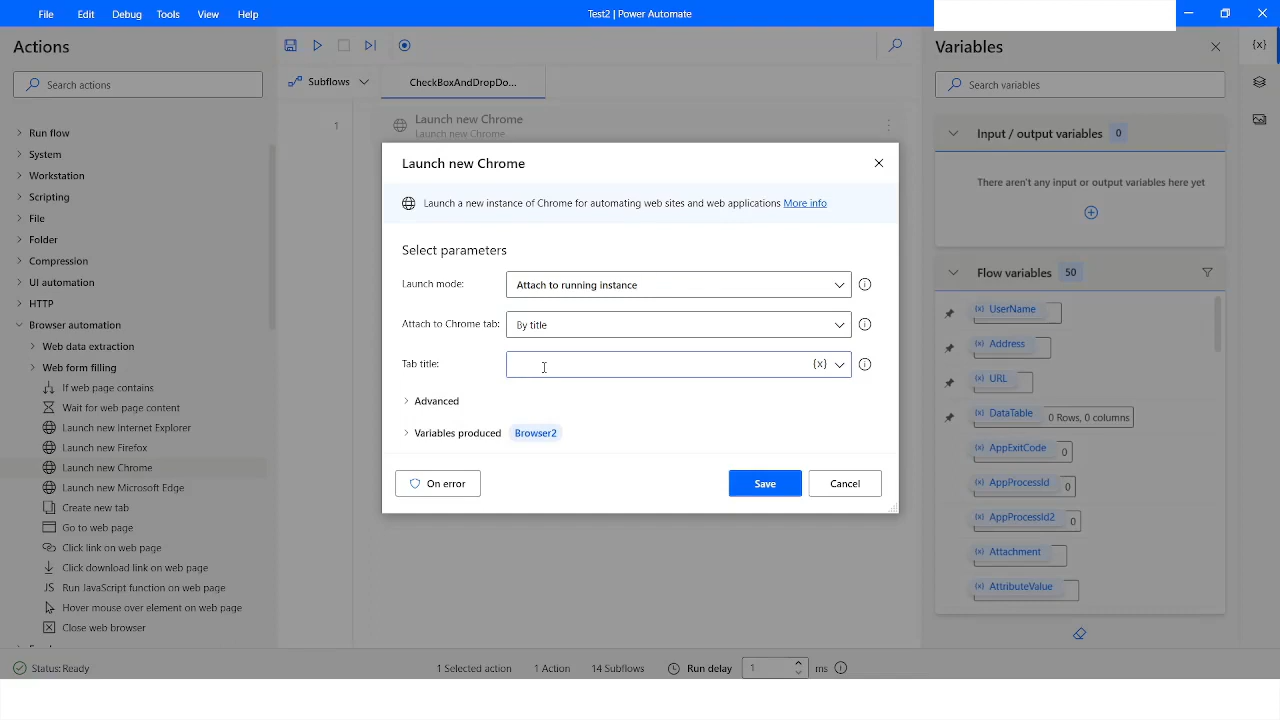 File Edit Debug Tools View Help
Test2 | Power Automate
Actions
Search actions
Run flow
System
Workstation
Scripting
File
Folder
Compression
UI automation
HTTP
Browser automation
Web data extraction
Web form filling
If web page contains
Wait for web page content
Launch new Internet Explorer
Launch new Firefox
Launch new Chrome
Launch new Microsoft Edge
Create new tab
Go to web page
Click link on web page
Click download link on web page
JS Run JavaScript function on web page
Hover mouse over element on web page
Close web browser
Subflows
CheckBoxAndDropDo...
1
Launch new Chrome
Launch new Chrome
Launch new Chrome
Launch a new instance of Chrome for automating web sites and web applications More info
Select parameters
Launch mode: Attach to running instance
Attach to Chrome tab: By title
Tab title: {x}
Advanced
Variables produced Browser2
On error
Save
Cancel
Variables
{x}
Search variables
Input / output variables 0
There aren't any input or output variables here yet
Flow variables 50
{x} UserName
{x} Address
{x} URL
{x} DataTable 0 Rows, 0 columns
{x} AppExitCode 0
{x} AppProcessId 0
{x} AppProcessId2 0
{x} Attachment
{x} AttributeValue
Status: Ready
1 Selected action
1 Action
14 Subflows
Run delay 1 ms